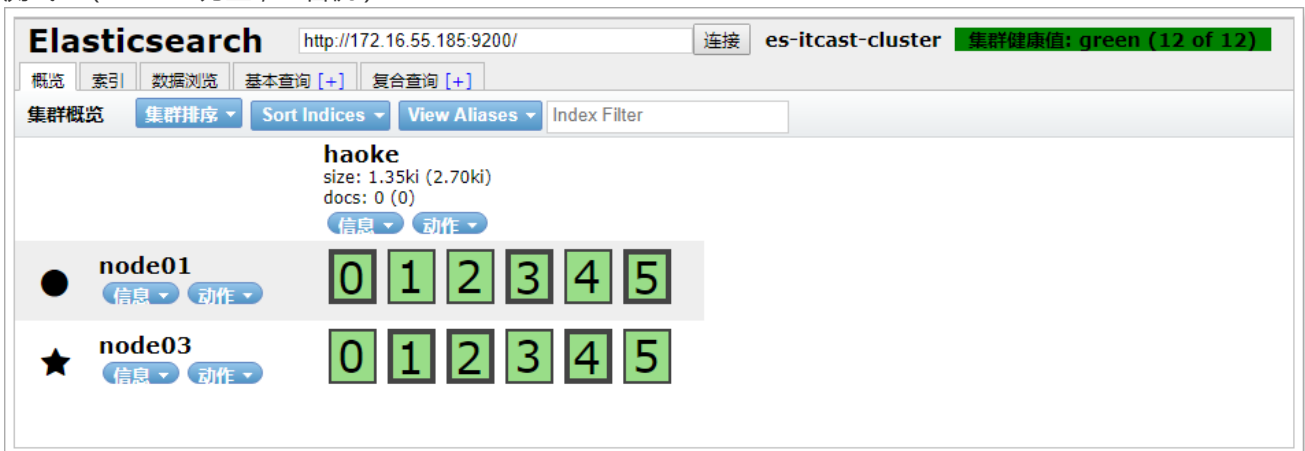 Elasticsearch http://172.16.55.185:9200/ 连接 es-itcast-cluster 集群健康值: green (12 of 12)
概览 索引 数据浏览 基本查询 [+] 复合查询 [+]
集群概览 集群排序 Sort Indices View Aliases Index Filter
haoke
size: 1.35ki (2.70ki)
docs: 0 (0)
信息 动作
node01
信息 动作
0 1 2 3 4 5
node03
信息 动作
0 1 2 3 4 5